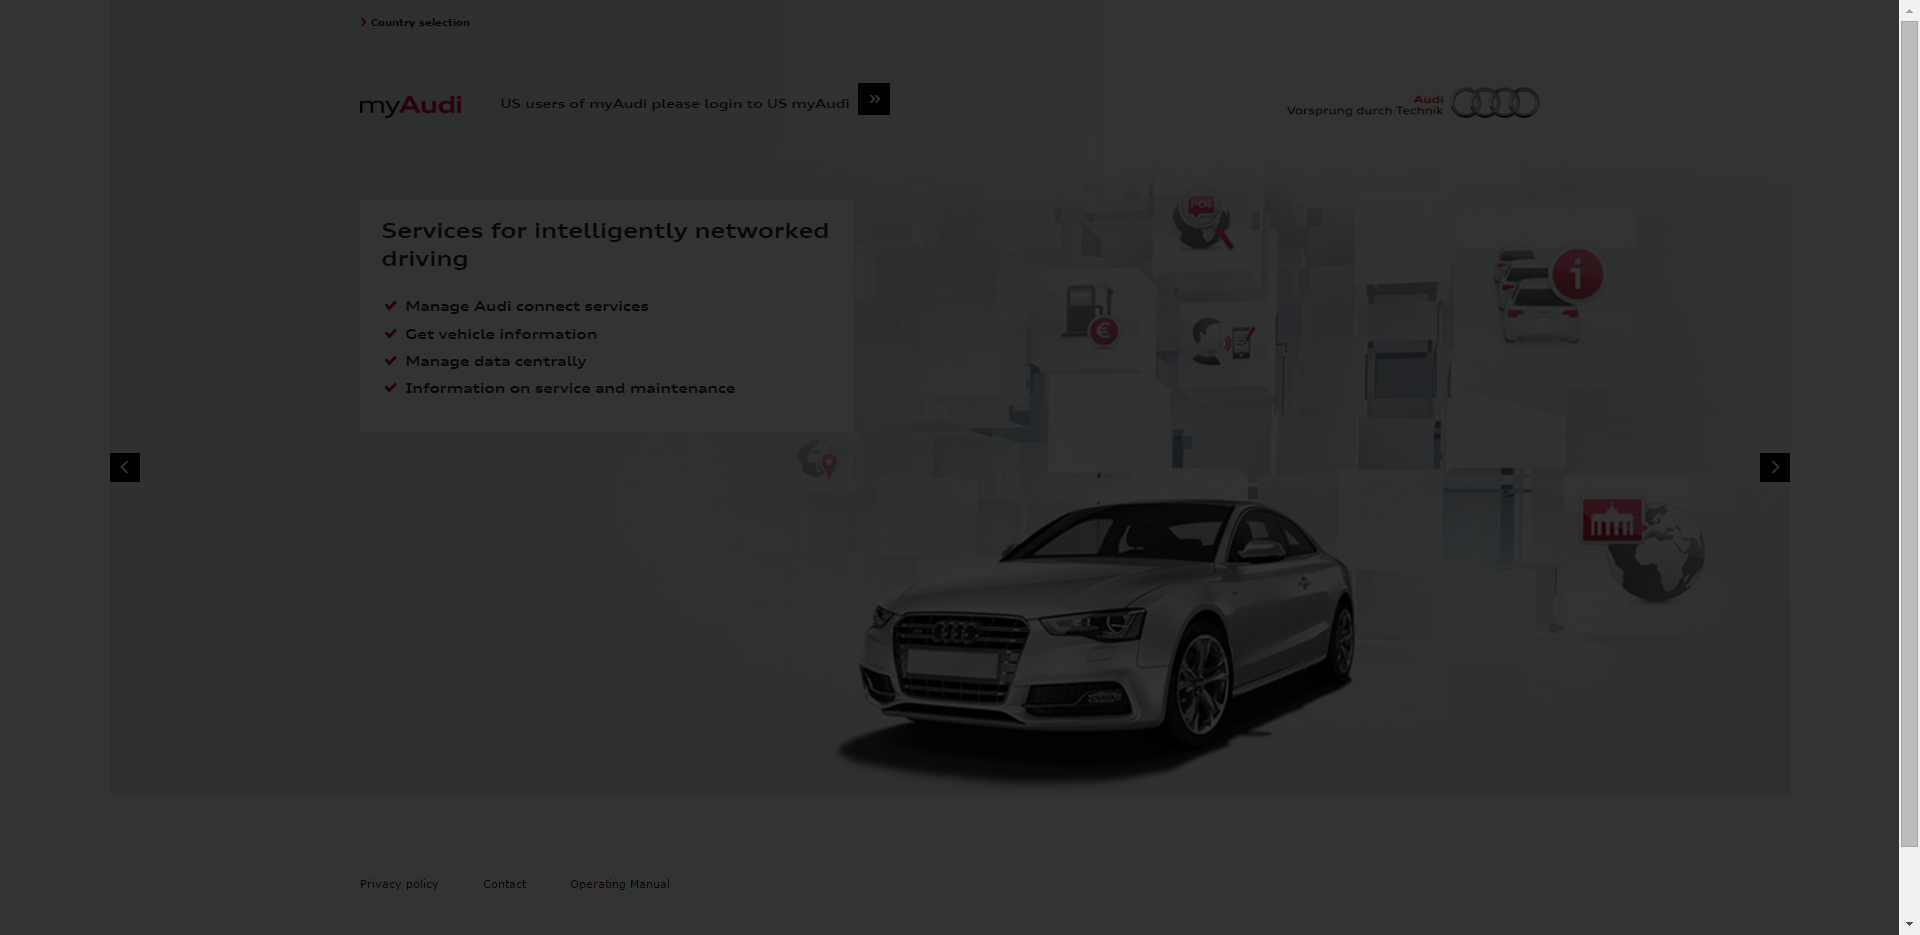 Country selection
myAudi
US users of myAudi please login to US myAudi
»
Audi
Vorsprung durch Technik
Services for intelligently networked
driving
Manage Audi connect services
Get vehicle information
Manage data centrally
Information on service and maintenance
POI
€
i
Privacy policy
Contact
Operating Manual